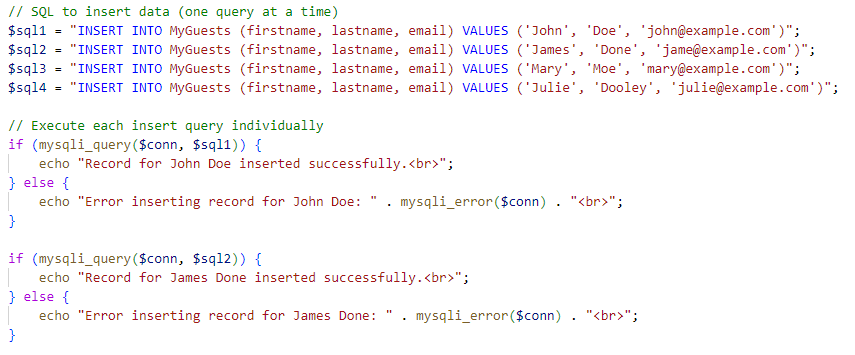 // SQL to insert data (one query at a time)
$sql1 = "INSERT INTO MyGuests (firstname, lastname, email) VALUES ('John', 'Doe', 'john@example.com')";
$sql2 = "INSERT INTO MyGuests (firstname, lastname, email) VALUES ('James', 'Done', 'jame@example.com')";
$sql3 = "INSERT INTO MyGuests (firstname, lastname, email) VALUES ('Mary', 'Moe', 'mary@example.com')";
$sql4 = "INSERT INTO MyGuests (firstname, lastname, email) VALUES ('Julie', 'Dooley', 'julie@example.com')";

// Execute each insert query individually
if (mysqli_query($conn, $sql1)) {
    echo "Record for John Doe inserted successfully.<br>";
} else {
    echo "Error inserting record for John Doe: " . mysqli_error($conn) . "<br>";
}

if (mysqli_query($conn, $sql2)) {
    echo "Record for James Done inserted successfully.<br>";
} else {
    echo "Error inserting record for James Done: " . mysqli_error($conn) . "<br>";
}